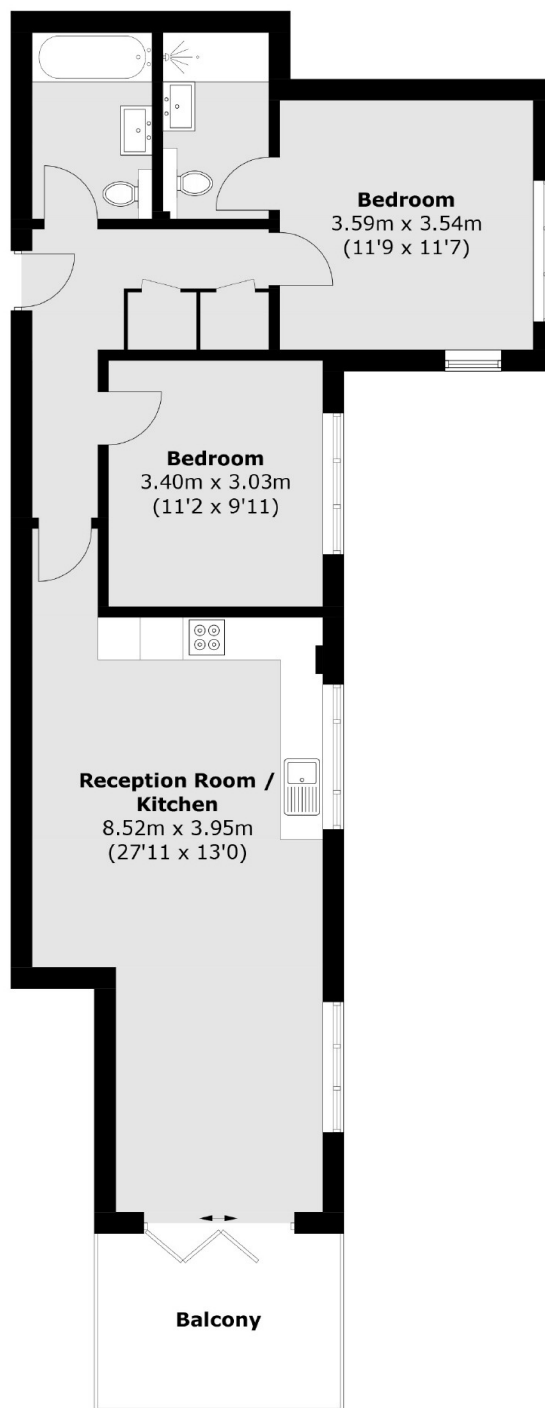 Bedroom
3.59m x 3.54m
(11'9 x 11'7)
Bedroom
3.40m x 3.03m
(11'2 x 9'11)
Reception Room /
Kitchen
8.52m x 3.95m
(27'11 x 13'0)
Balcony